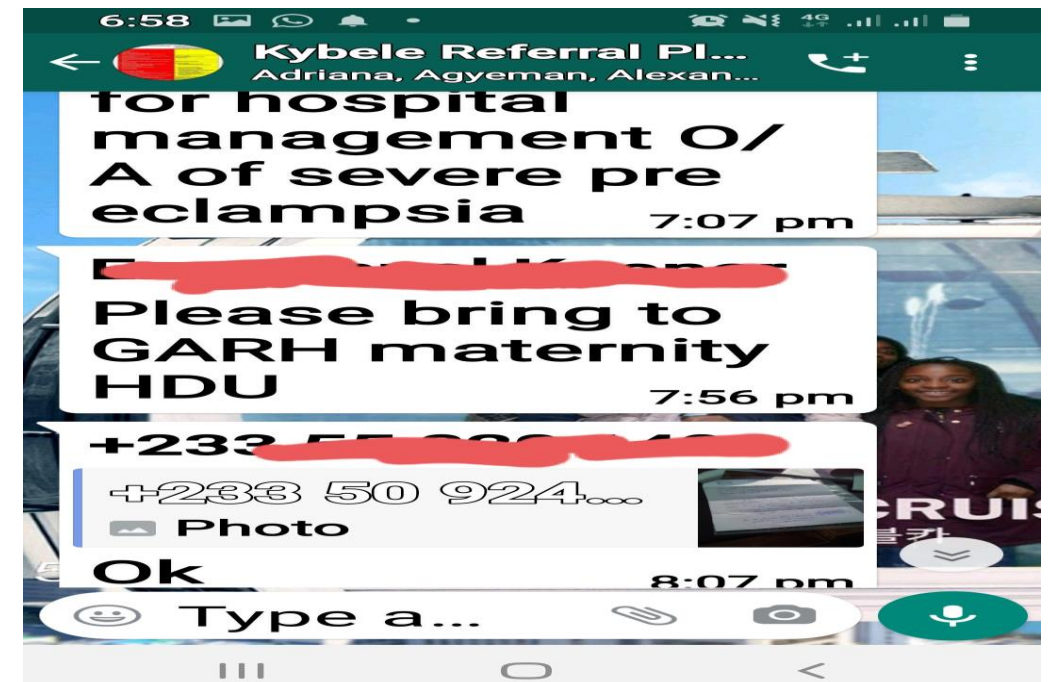 6:58
4G
Kybele Referral Pl...
Adriana, Agyeman, Alexan...
for hospital
management O/
A of severe pre
eclampsia 7:07 pm
Please bring to
GARH maternity
HDU 7:56 pm
+233
+233 50 924...
Photo
Ok 8:07 pm
RUIS
Type a...